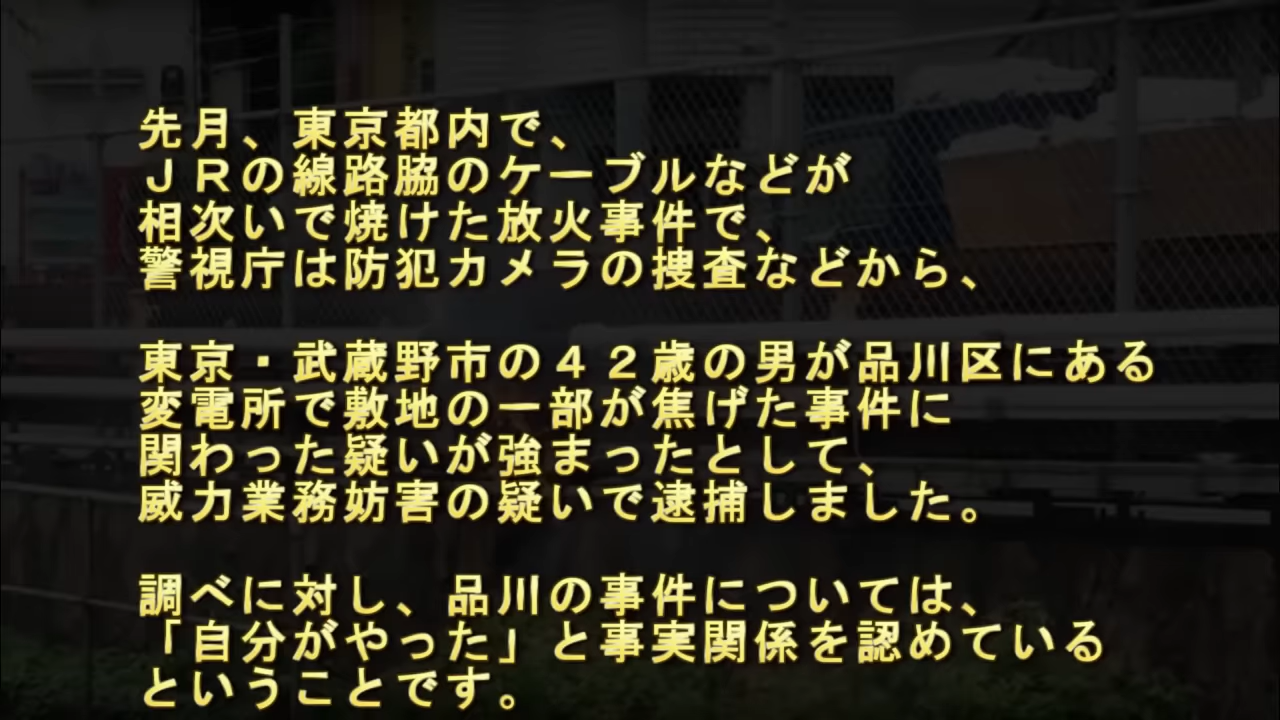 先月、東京都内で、
ＪＲの線路脇のケーブルなどが
相次いで焼けた放火事件で、
警視庁は防犯カメラの捜査などから、
東京・武蔵野市の４２歳の男が品川区にある
変電所で敷地の一部が焦げた事件に
関わった疑いが強まったとして、
威力業務妨害の疑いで逮捕しました。
調べに対し、品川の事件については、
「自分がやった」と事実関係を認めている
ということです。